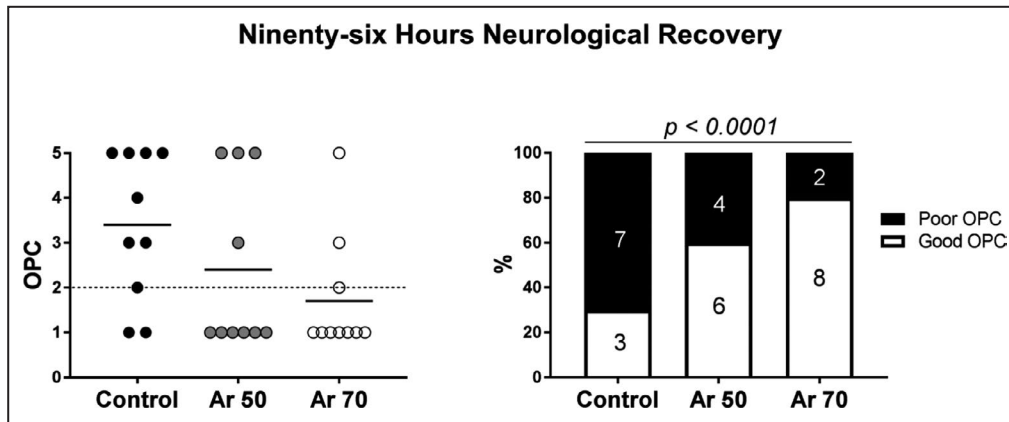 Ninenty-six Hours Neurological Recovery
OPC
5
4
3
2
1
0
Control Ar 50 Ar 70
p < 0.0001
%
100
80
60
40
20
0
7
3
4
6
2
8
Control Ar 50 Ar 70
Poor OPC
Good OPC